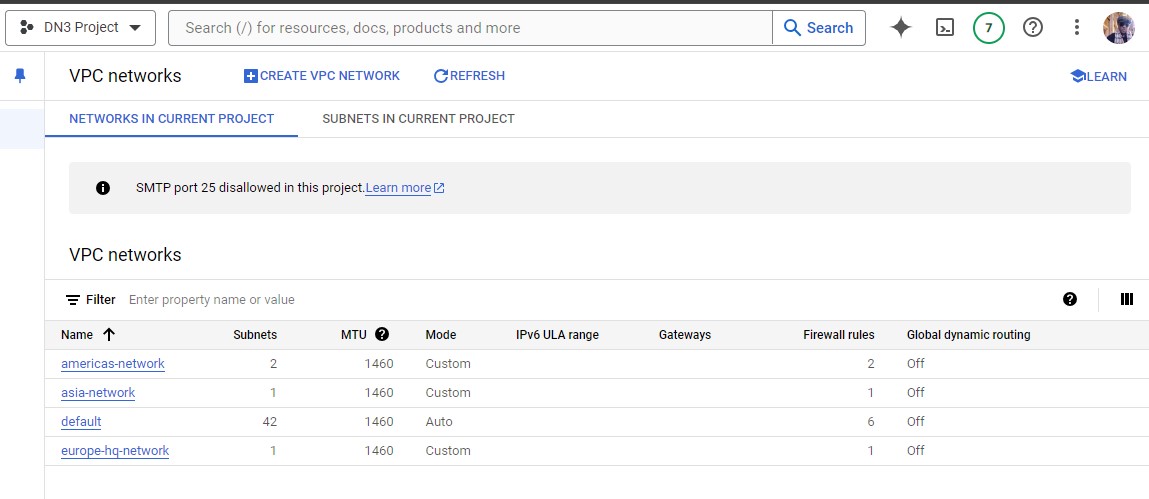 DN3 Project Search (/) for resources, docs, products and more Search 7
VPC networks CREATE VPC NETWORK REFRESH LEARN
NETWORKS IN CURRENT PROJECT SUBNETS IN CURRENT PROJECT
SMTP port 25 disallowed in this project. Learn more
VPC networks
Filter Enter property name or value
Name Subnets MTU Mode IPv6 ULA range Gateways Firewall rules Global dynamic routing
americas-network 2 1460 Custom 2 Off
asia-network 1 1460 Custom 1 Off
default 42 1460 Auto 6 Off
europe-hq-network 1 1460 Custom 1 Off